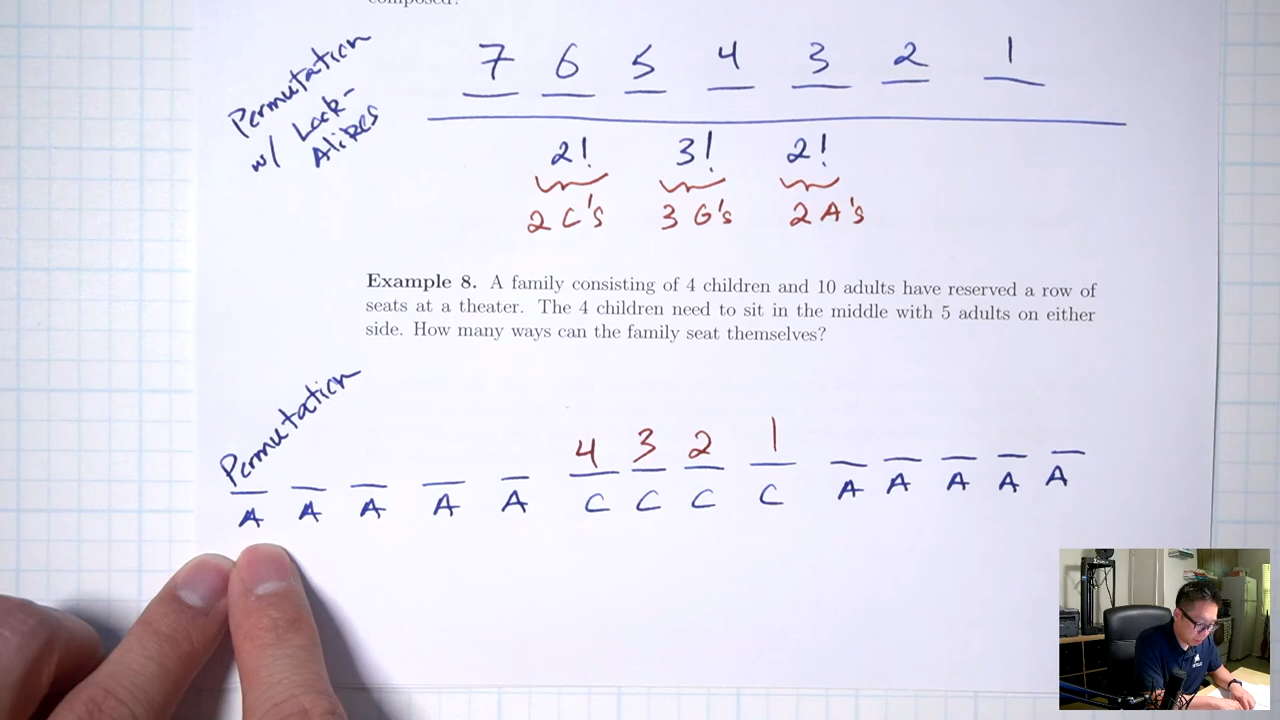 composed?
7 6 5 4 3 2 1
Permutation
w/ Look-
Alikes
2! 3! 2!
2 C's 3 G's 2 A's
Example 8. A family consisting of 4 children and 10 adults have reserved a row of
seats at a theater. The 4 children need to sit in the middle with 5 adults on either
side. How many ways can the family seat themselves?
Permutation
4 3 2 1
A A A A A C C C C A A A A A